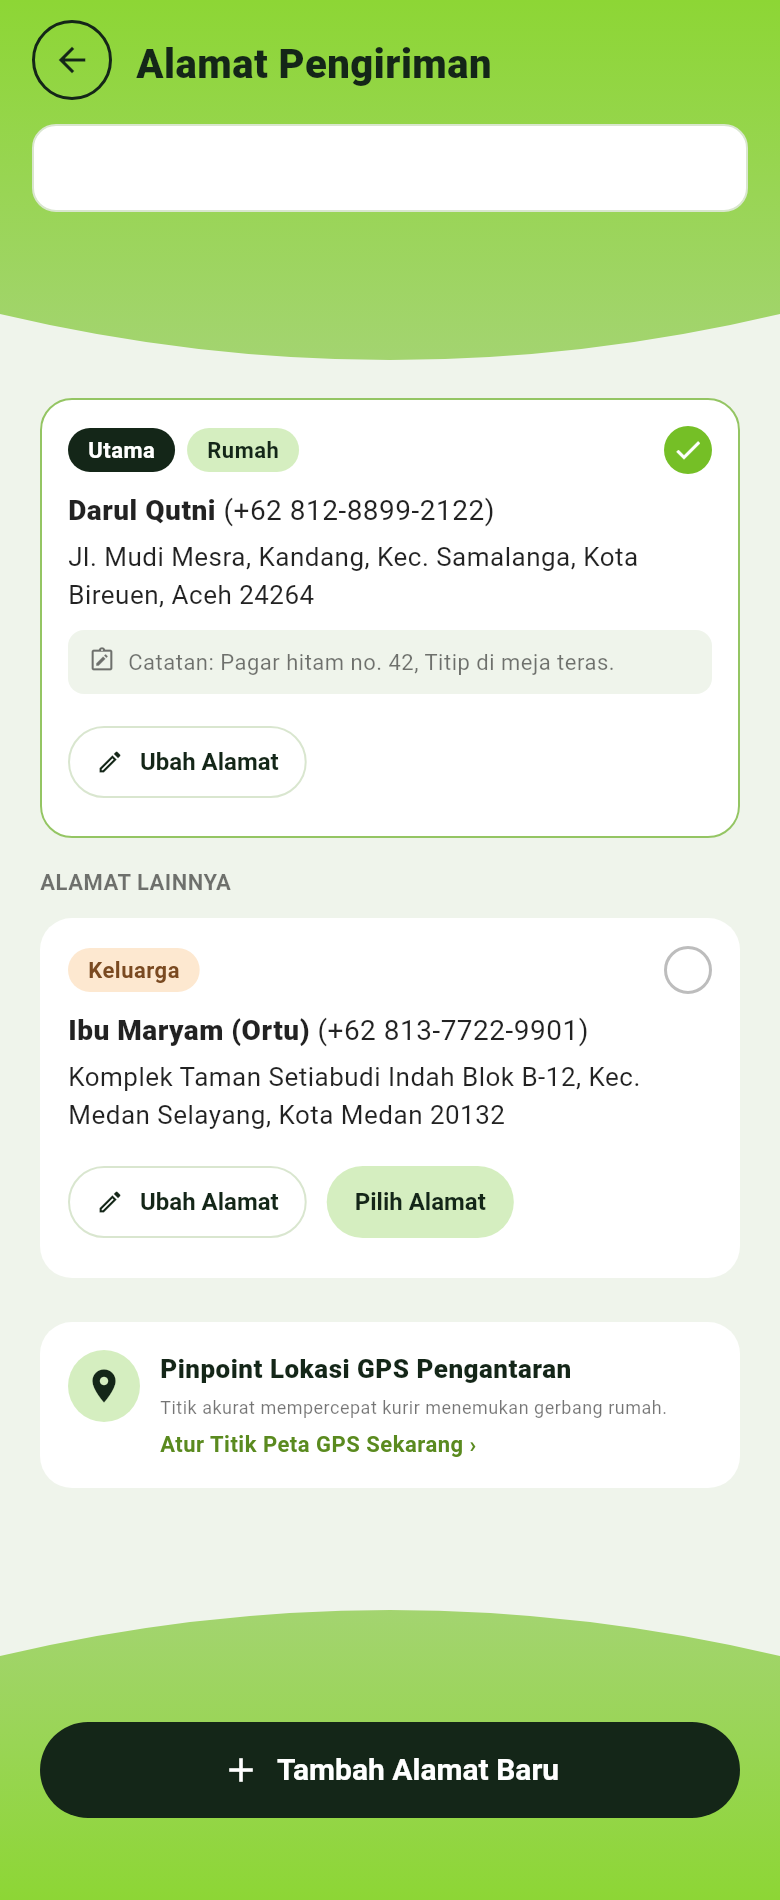 Alamat Pengiriman
Utama
Rumah
Darul Qutni (+62 812-8899-2122)
Jl. Mudi Mesra, Kandang, Kec. Samalanga, Kota
Bireuen, Aceh 24264
Catatan: Pagar hitam no. 42, Titip di meja teras.
Ubah Alamat
ALAMAT LAINNYA
Keluarga
Ibu Maryam (Ortu) (+62 813-7722-9901)
Komplek Taman Setiabudi Indah Blok B-12, Kec.
Medan Selayang, Kota Medan 20132
Ubah Alamat
Pilih Alamat
Pinpoint Lokasi GPS Pengantaran
Titik akurat mempercepat kurir menemukan gerbang rumah.
Atur Titik Peta GPS Sekarang ›
Tambah Alamat Baru